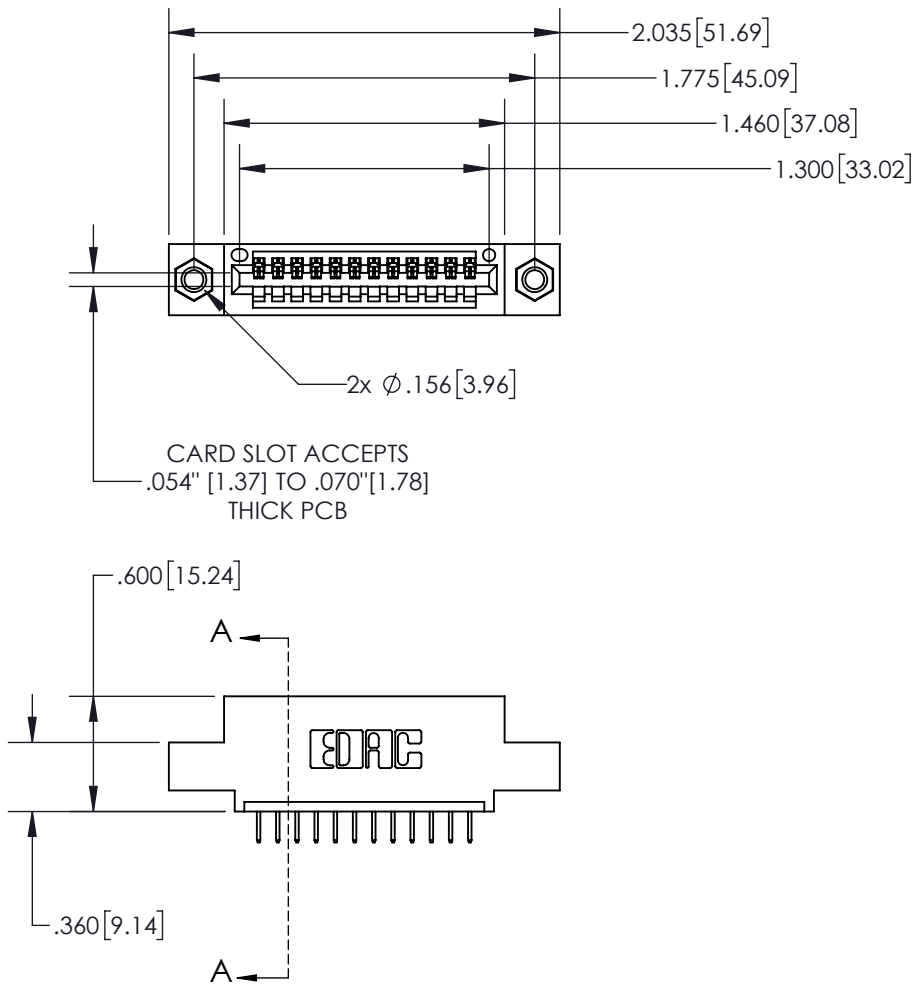 2.035[51.69]
1.775[45.09]
1.460[37.08]
1.300[33.02]
2x ⌀.156[3.96]
CARD SLOT ACCEPTS
.054" [1.37] TO .070"[1.78]
THICK PCB
.600[15.24]
A
EDAC
.360[9.14]
A